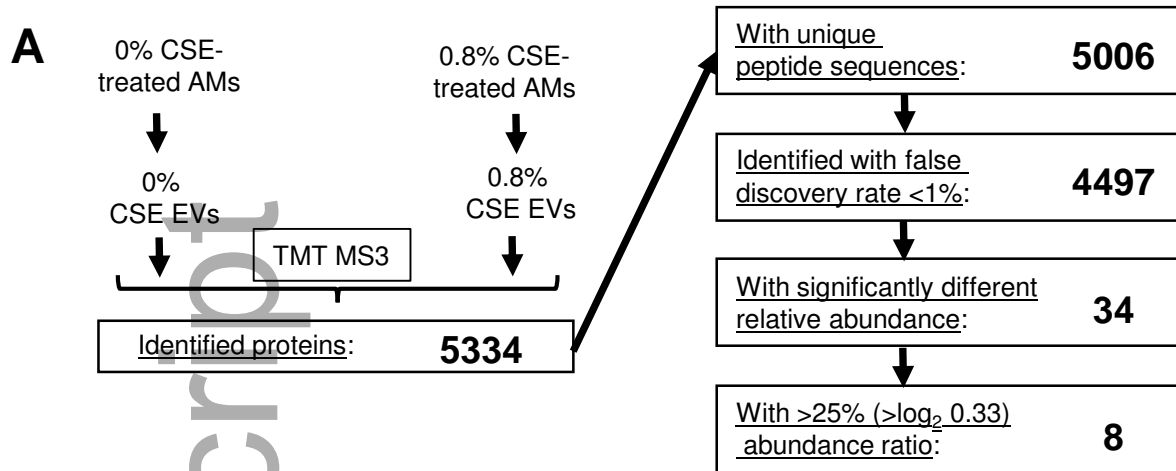 A
0% CSE-
treated AMs
0.8% CSE-
treated AMs
0%
CSE EVs
0.8%
CSE EVs
TMT MS3
Identified proteins: 5334
With unique
peptide sequences: 5006
Identified with false
discovery rate <1%: 4497
With significantly different
relative abundance: 34
With >25% (>log₂ 0.33)
abundance ratio: 8
cript